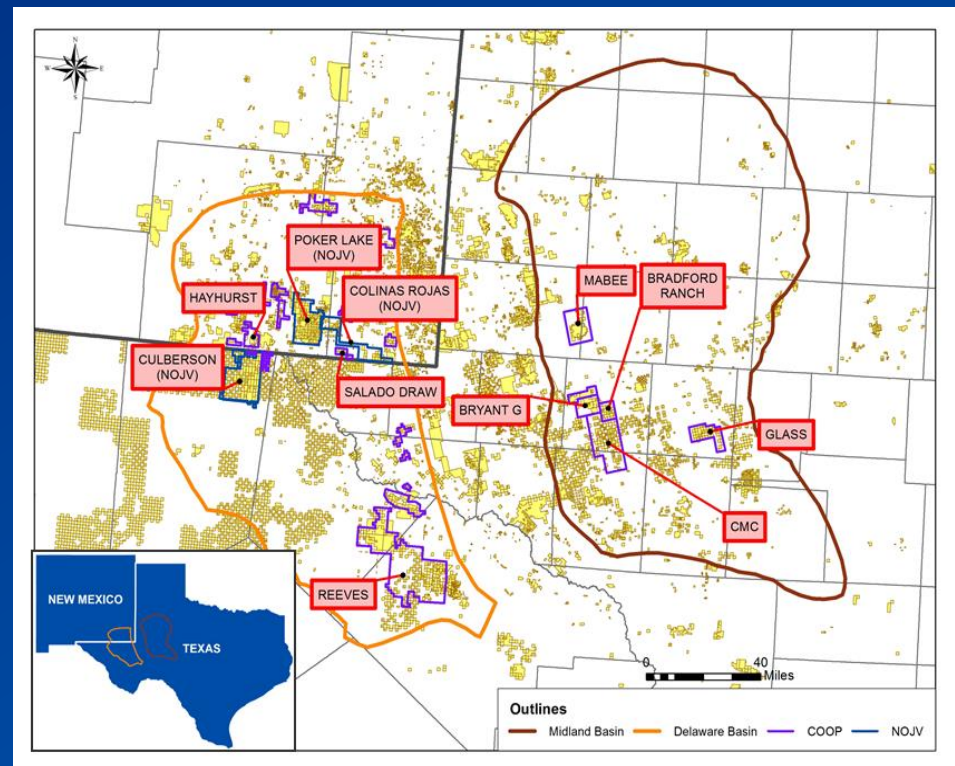 N
W
E
S
POKER LAKE
(NOJV)
HAYHURST
COLINAS ROJAS
(NOJV)
CULBERSON
(NOJV)
SALADO DRAW
REEVES
MABEE
BRADFORD
RANCH
BRYANT G
GLASS
CMC
NEW MEXICO
TEXAS
0 40
Miles
Outlines
Midland Basin Delaware Basin COOP NOJV